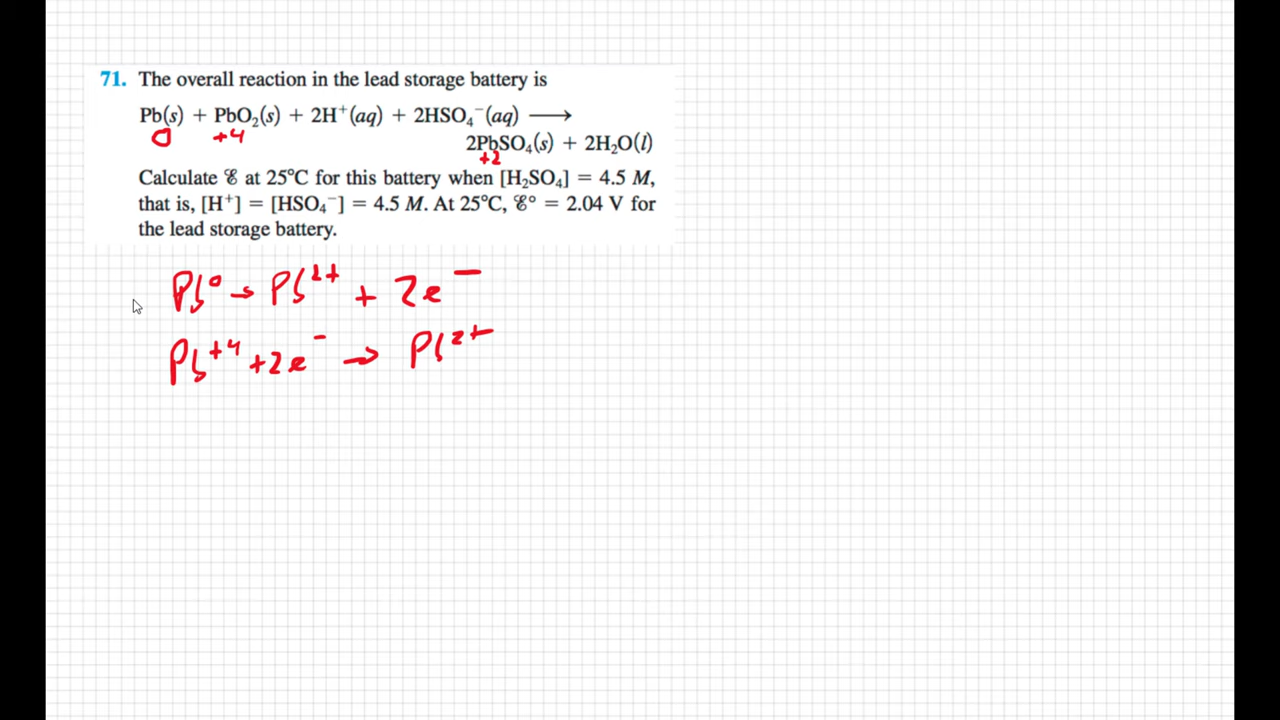 71. The overall reaction in the lead storage battery is
Pb(s) + PbO₂(s) + 2H⁺(aq) + 2HSO₄⁻(aq) ⟶
0 +4
2PbSO₄(s) + 2H₂O(l)
+2
Calculate ℰ at 25°C for this battery when [H₂SO₄] = 4.5 M,
that is, [H⁺] = [HSO₄⁻] = 4.5 M. At 25°C, ℰ° = 2.04 V for
the lead storage battery.
Pb⁰ → Pb²⁺ + 2e⁻
Pb⁺⁴ + 2e⁻ → Pb²⁺